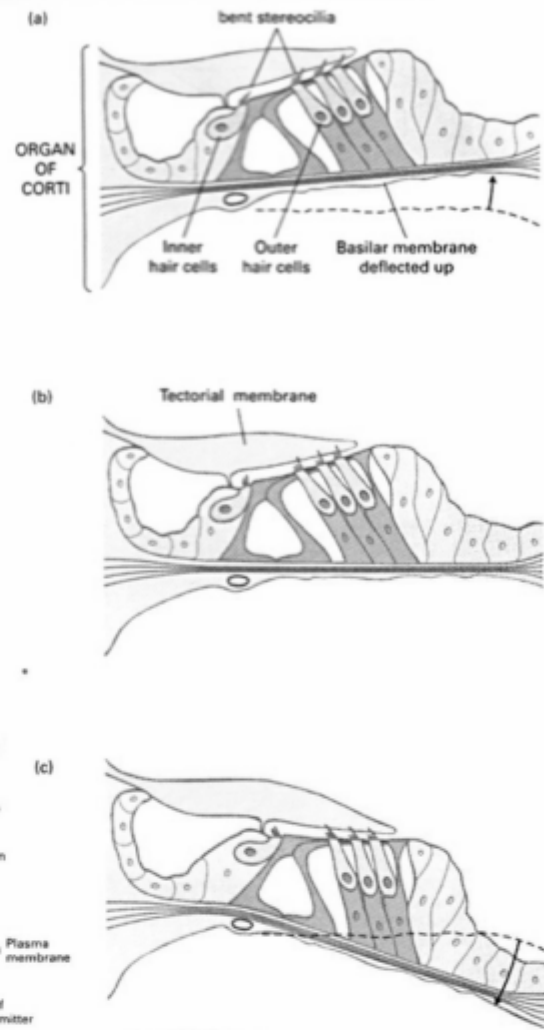 (a)
bent stereocilia
ORGAN
OF
CORTI
Inner
hair cells
Outer
hair cells
Basilar membrane
deflected up
(b)
Tectorial membrane
(c)
Plasma
membrane